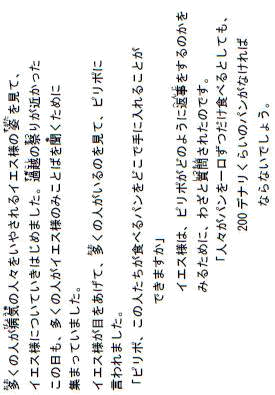 多くの人が病気の人々をいやされるイエス様の姿を見て、
イエス様についていきはじめました。過越の祭りが近かった
この日も、多くの人がイエス様のみことばを聞くために
集まっていました。
イエス様が目をあげて、多くの人がいるのを見て、ピリポに
言われました。
「ピリポ、この人たちが食べるパンをどこで手に入れることが
できますか」
イエス様は、ピリポがどのように返事をするのかを
みるために、わざと質問されたのです。
「人々がパンを一口ずつだけ食べるとしても、
200デナリくらいのパンがなければ
ならないでしょう。